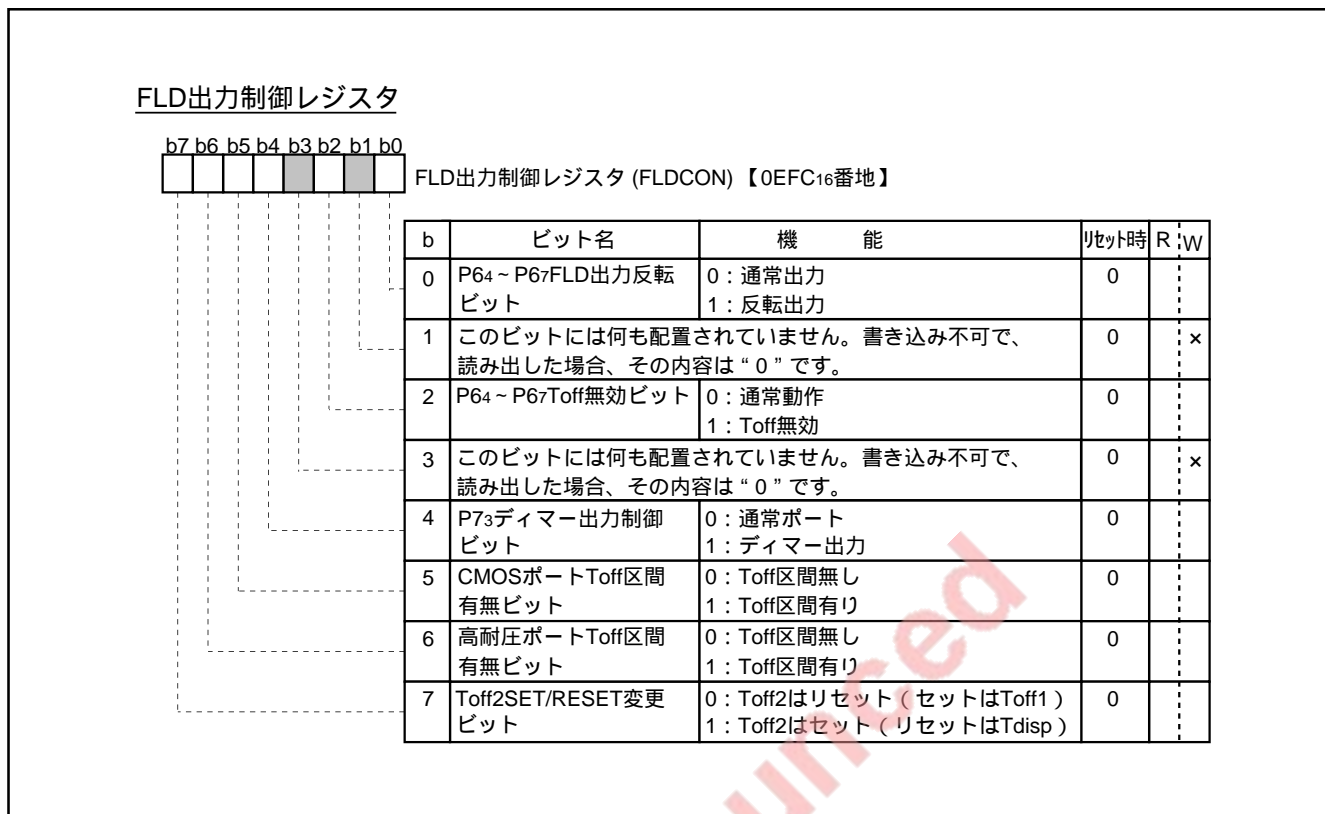 FLD出力制御レジスタ
b7 b6 b5 b4 b3 b2 b1 b0
FLD出力制御レジスタ (FLDCON) 【0EFC16番地】
b ビット名 機 能 リセット時 R W
0 P64 ~ P67FLD出力反転 0 : 通常出力 0
ビット 1 : 反転出力
1 このビットには何も配置されていません。書き込み不可で、 0 ×
読み出した場合、その内容は “ 0 ” です。
2 P64 ~ P67Toff無効ビット 0 : 通常動作 0
1 : Toff無効
3 このビットには何も配置されていません。書き込み不可で、 0 ×
読み出した場合、その内容は “ 0 ” です。
4 P73ディマー出力制御 0 : 通常ポート 0
ビット 1 : ディマー出力
5 CMOSポートToff区間 0 : Toff区間無し 0
有無ビット 1 : Toff区間有り
6 高耐圧ポートToff区間 0 : Toff区間無し 0
有無ビット 1 : Toff区間有り
7 Toff2SET/RESET変更 0 : Toff2はリセット ( セットはToff1 ) 0
ビット 1 : Toff2はセット ( リセットはTdisp )
unced